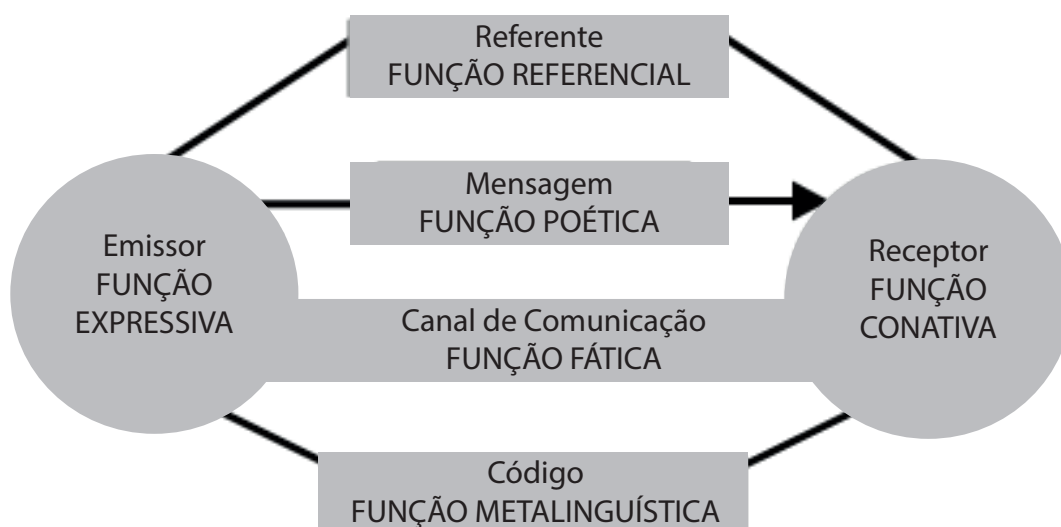 Referente
FUNÇÃO REFERENCIAL
Mensagem
FUNÇÃO POÉTICA
Emissor
FUNÇÃO
EXPRESSIVA
Receptor
FUNÇÃO
CONATIVA
Canal de Comunicação
FUNÇÃO FÁTICA
Código
FUNÇÃO METALINGUÍSTICA